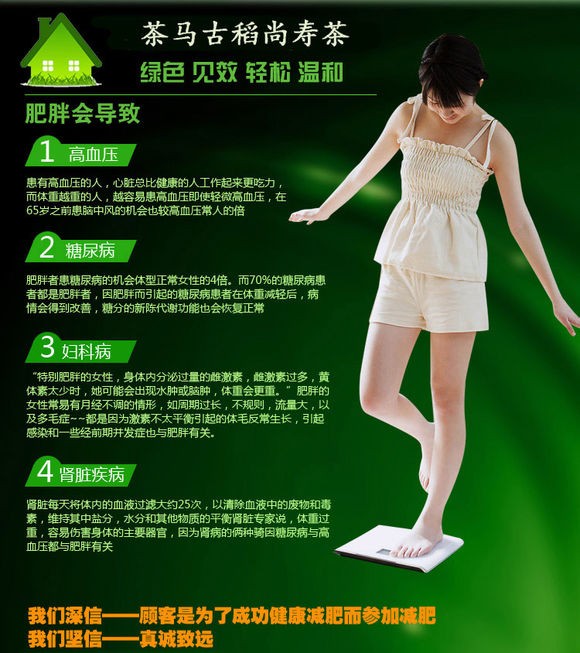 茶马古稻尚寿茶
绿色 见效 轻松 温和
肥胖会导致
1 高血压
患有高血压的人，心脏总比健康的人工作起来更吃力，
而体重越重的人，越容易患高血压即使轻微高血压，在
65岁之前患脑中风的机会也较高血压常人的倍
2 糖尿病
肥胖者患糖尿病的机会体型正常女性的4倍。而70%的糖尿病患
者都是肥胖者，因肥胖而引起的糖尿病患者在体重减轻后，病
情会得到改善，糖分的新陈代谢功能也会恢复正常
3 妇科病
“特别肥胖的女性，身体内分泌过量的雌激素，雌激素过多，黄
体素太少时，她可能会出现水肿或脑肿，体重会更重。”肥胖的
女性常易有月经不调的情形，如周期过长，不规则，流量大，以
及多毛症~~都是因为激素不太平衡引起的体毛反常生长，引起
感染和一些经前期并发症也与肥胖有关。
4 肾脏疾病
肾脏每天将体内的血液过滤大约25次，以清除血液中的废物和毒
素，维持其中盐分，水分和其他物质的平衡肾脏专家说，体重过
重，容易伤害身体的主要器官，因为肾病的俩种骑因糖尿病与高
血压都与肥胖有关
我们深信——顾客是为了成功健康减肥而参加减肥
我们坚信——真诚致远